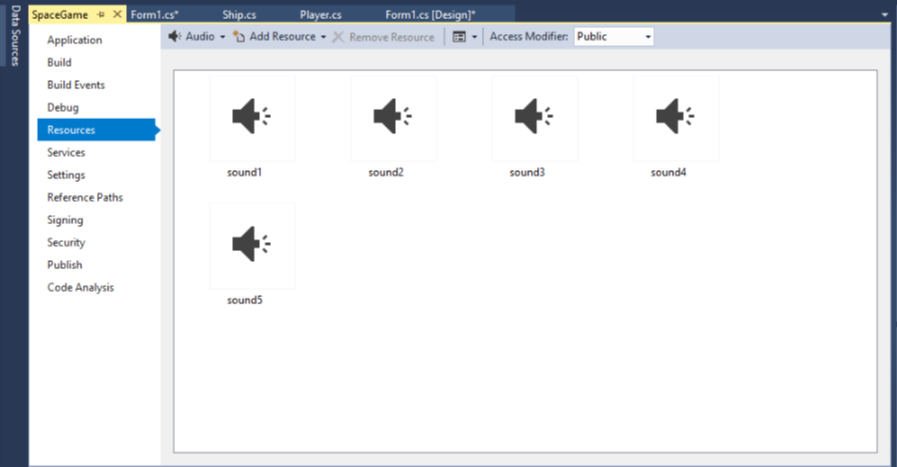 Data Sources
SpaceGame Form1.cs* Ship.cs Player.cs Form1.cs [Design]*
Audio Add Resource Remove Resource Access Modifier: Public
Application
Build
Build Events
Debug
Resources
Services
Settings
Reference Paths
Signing
Security
Publish
Code Analysis
sound1 sound2 sound3 sound4
sound5